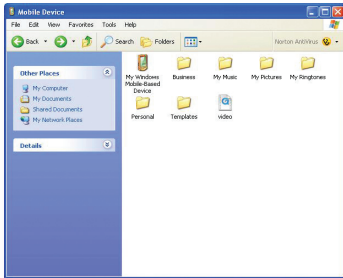 Mobile Device
File Edit View Favorites Tools Help
Back Search Folders Norton AntiVirus
Other Places
My Computer
My Documents
Shared Documents
My Network Places
Details
My Windows Mobile-Based Device
Business
My Music
My Pictures
My Ringtones
Personal
Templates
video